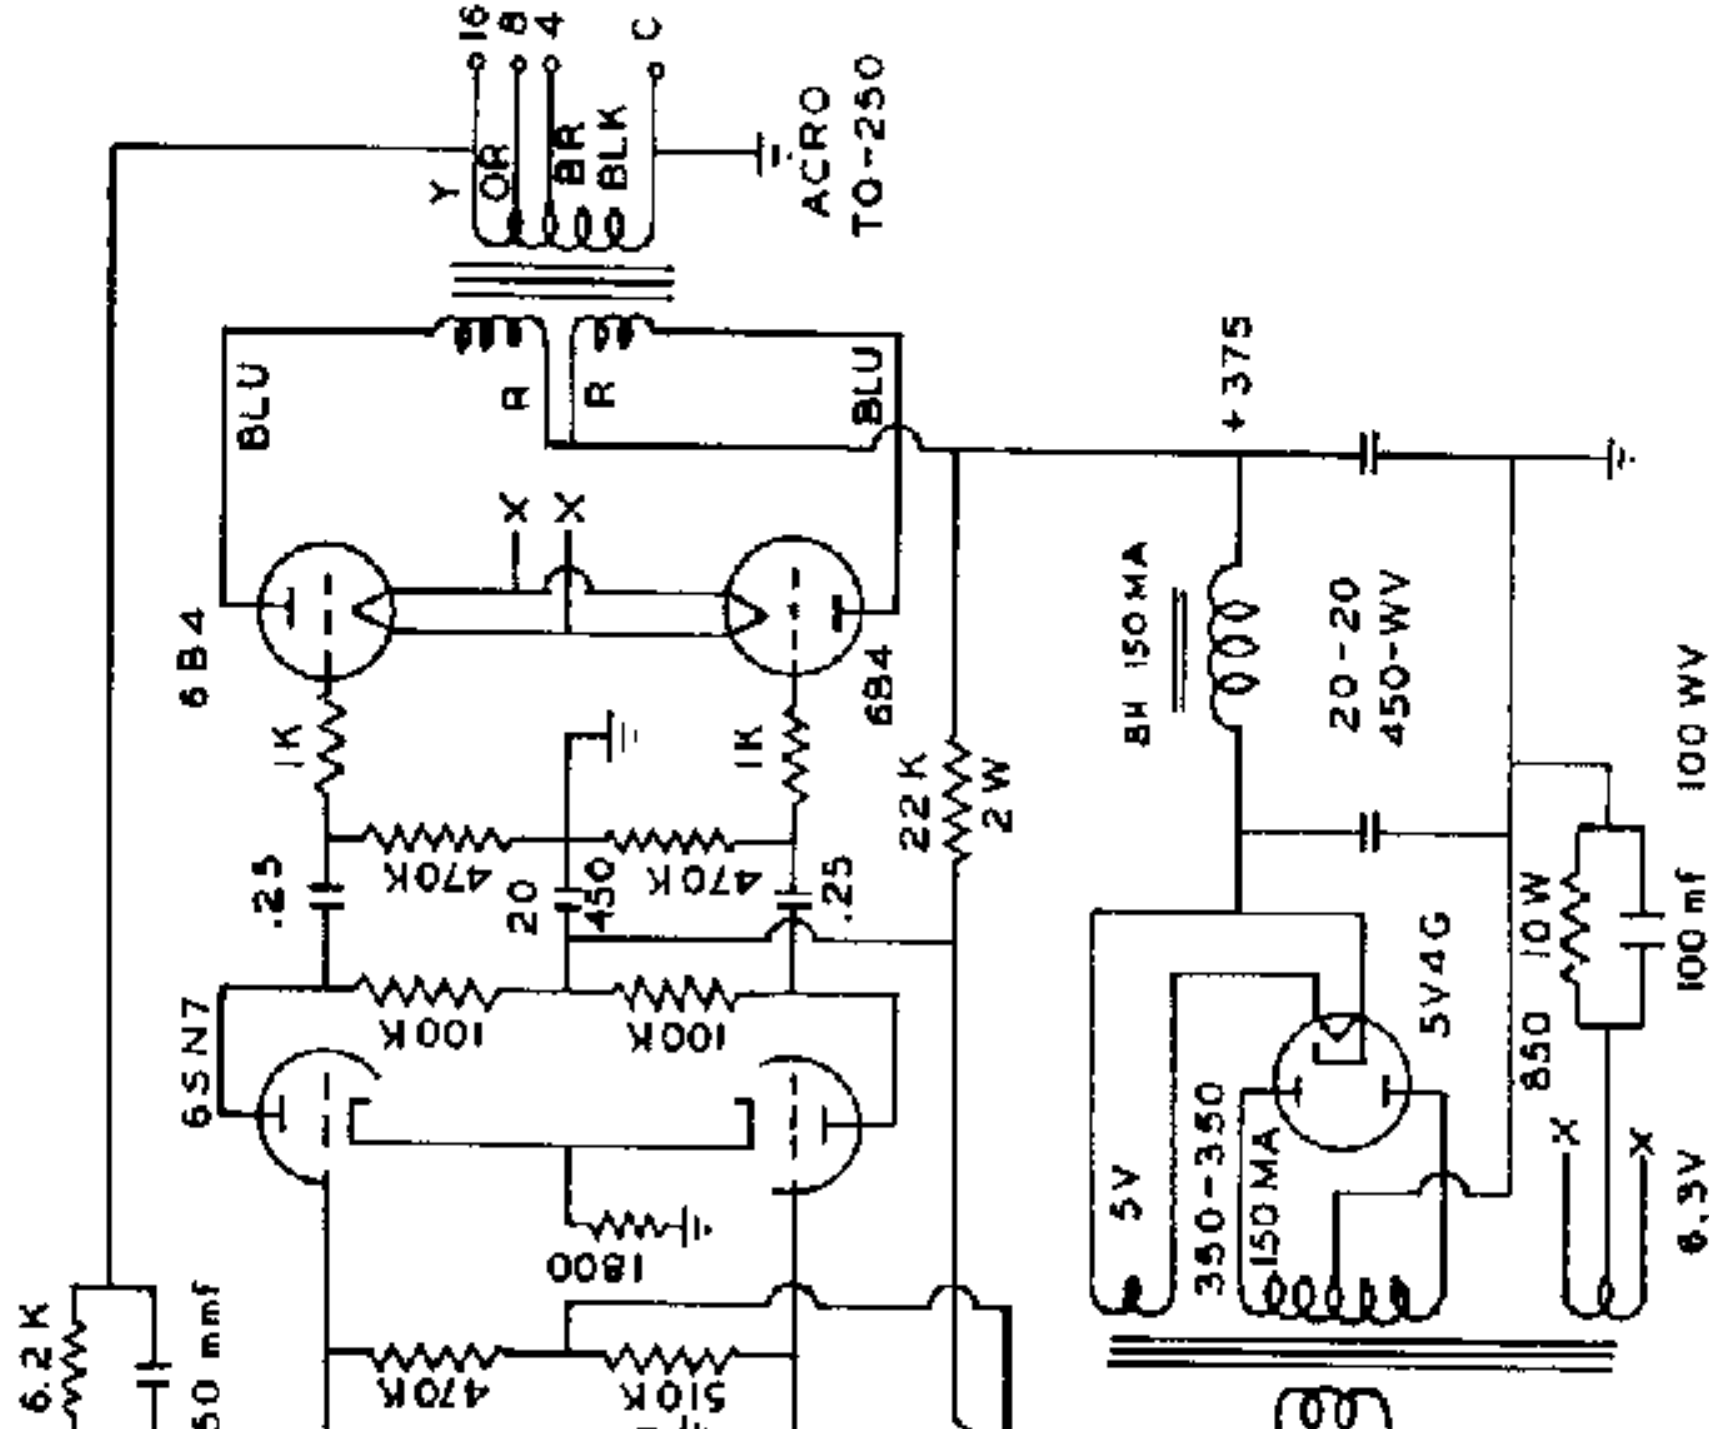 16
8
4
C
Y
OR
BR
BLK
ACRO
TO-250
BLU
R
R
BLU
+375
X
X
6B4
6B4
1K
1K
8H 150MA
20-20
450-WV
22K
2W
470K
470K
.25
20
450
.25
100K
100K
6SN7
5V4G
850 10W
100 mf 100 WV
1800
5V
350-350
150MA
X
X
6.3V
6.2K
50 mmf
470K
510K